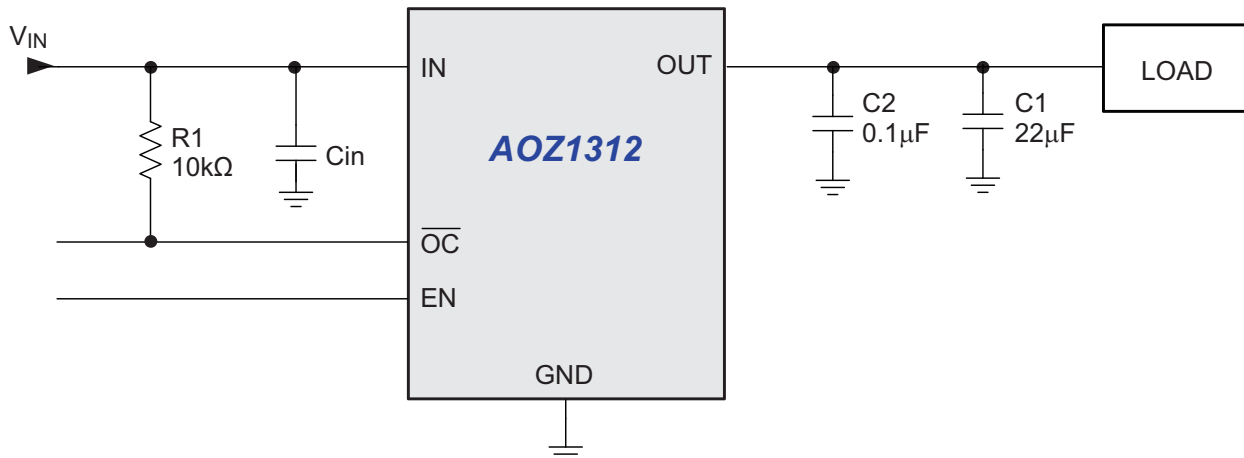 VIN
IN
OUT
LOAD
R1
10kΩ
Cin
AOZ1312
C2
0.1μF
C1
22μF
OC
EN
GND